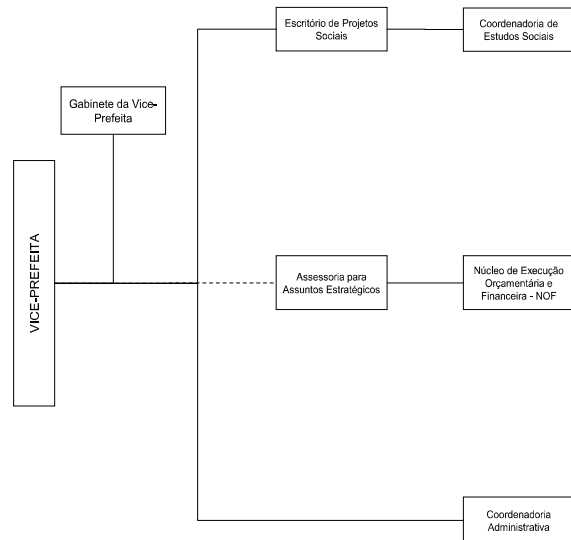 Escritório de Projetos
Sociais
Coordenadoria de
Estudos Sociais
Gabinete da Vice-
Prefeita
VICE-PREFEITA
Assessoria para
Assuntos Estratégicos
Núcleo de Execução
Orçamentária e
Financeira - NOF
Coordenadoria
Administrativa